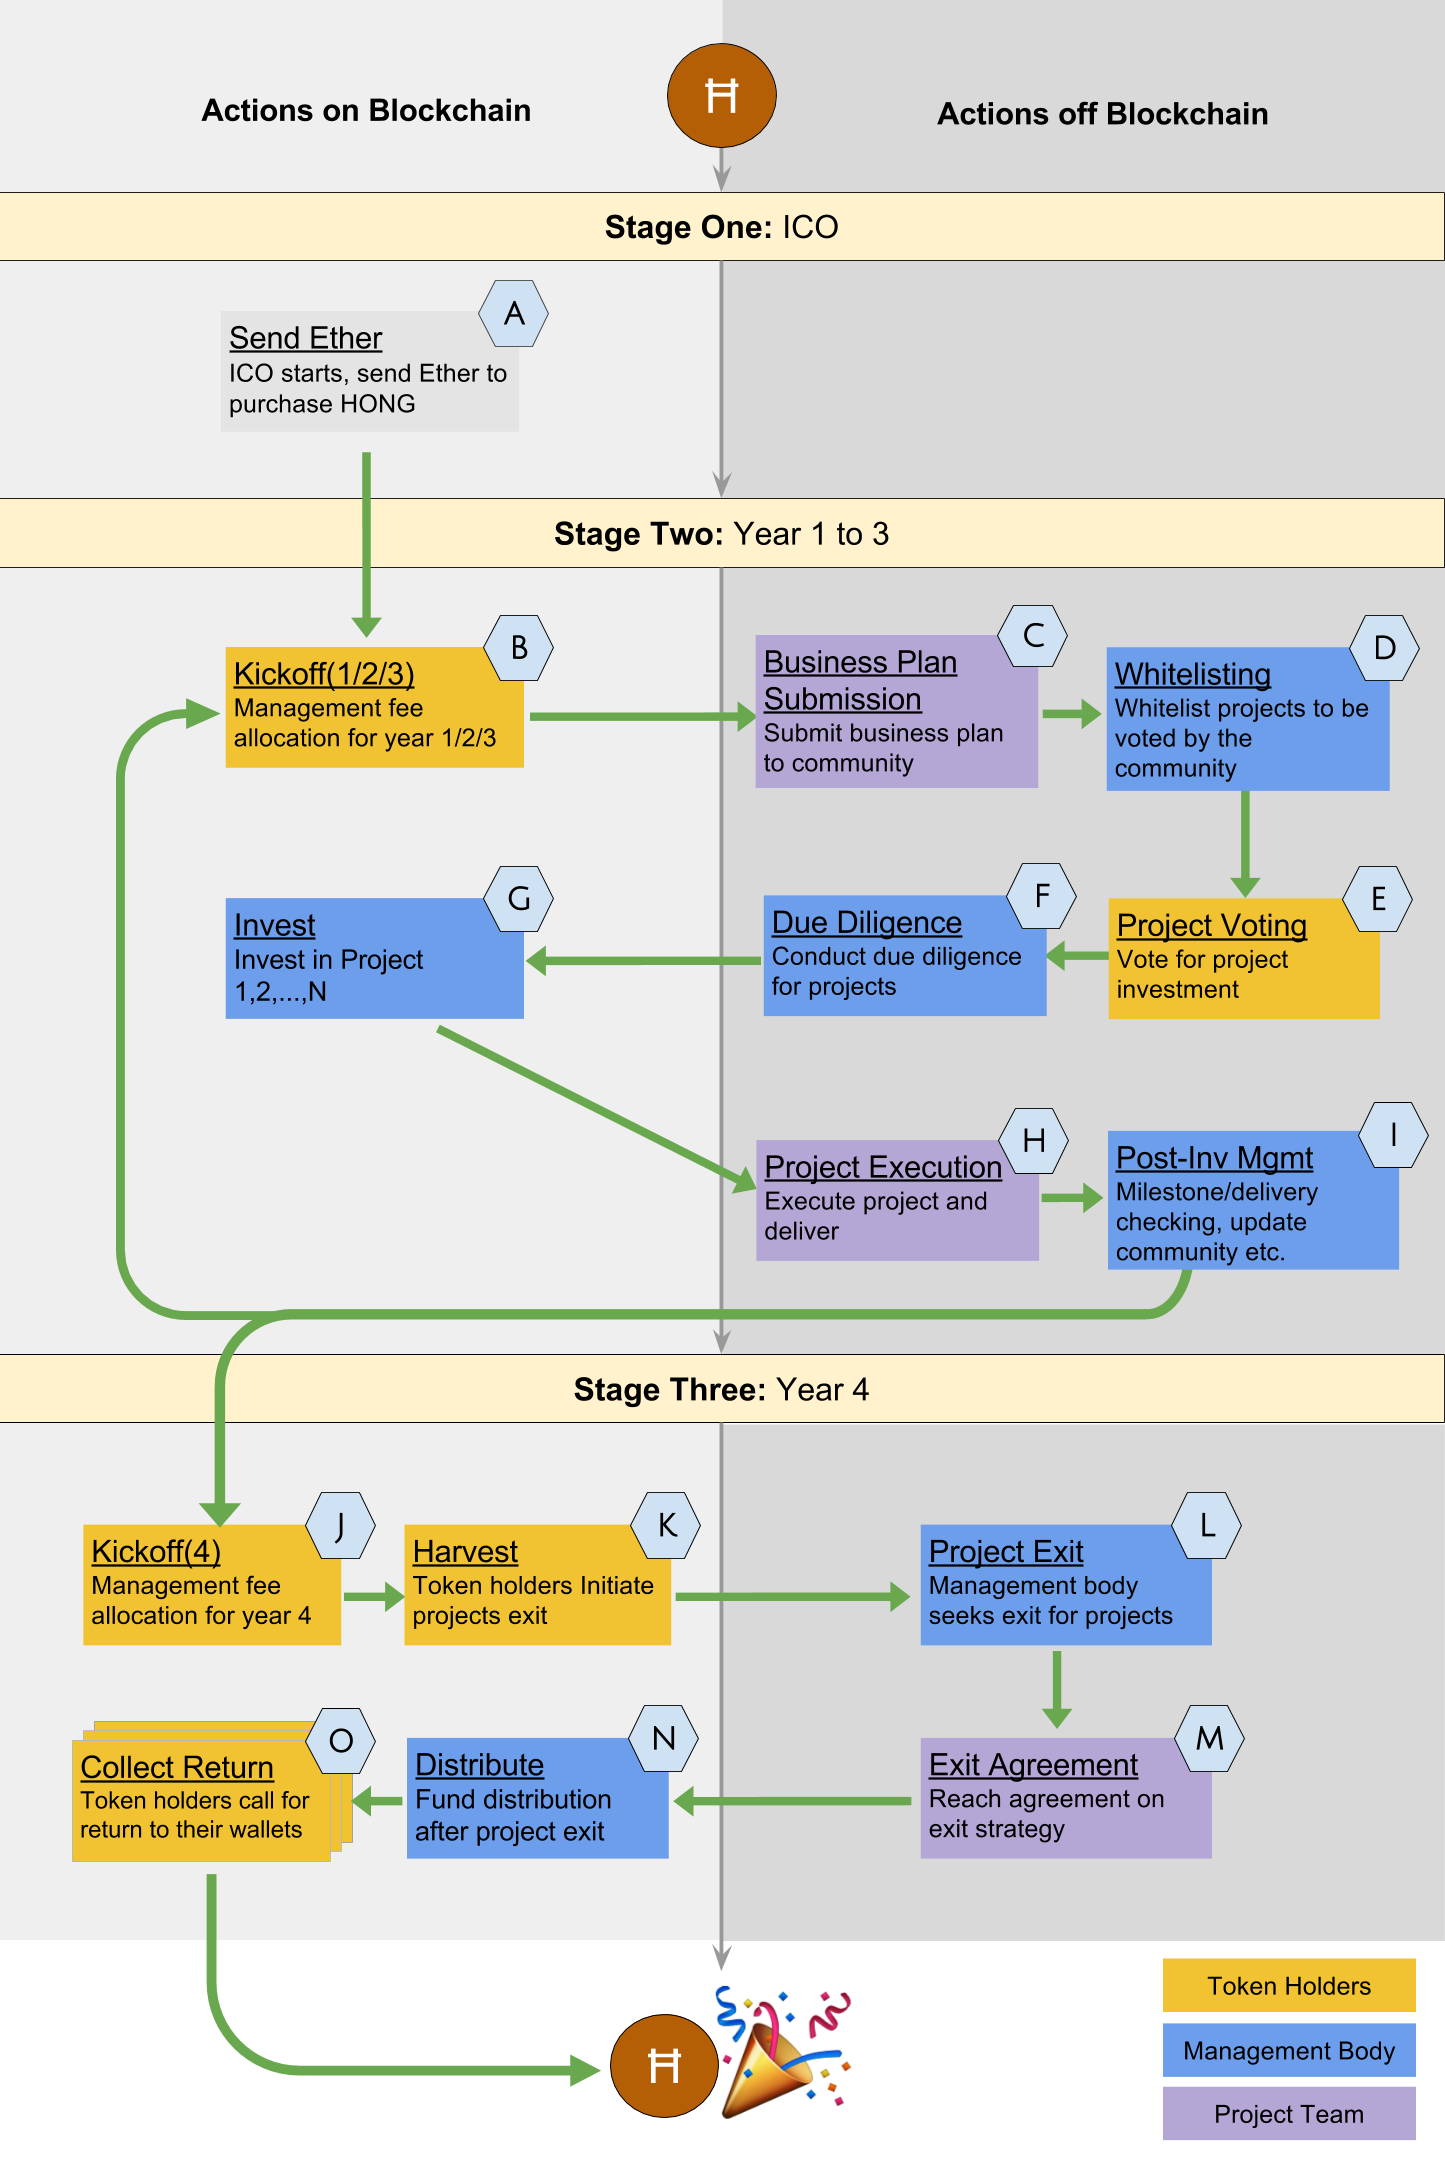 Actions on Blockchain
Actions off Blockchain
Stage One: ICO
A
Send Ether
ICO starts, send Ether to
purchase HONG
Stage Two: Year 1 to 3
B
Kickoff(1/2/3)
Management fee
allocation for year 1/2/3
C
Business Plan
Submission
Submit business plan
to community
D
Whitelisting
Whitelist projects to be
voted by the
community
G
Invest
Invest in Project
1,2,...,N
F
Due Diligence
Conduct due diligence
for projects
E
Project Voting
Vote for project
investment
H
Project Execution
Execute project and
deliver
I
Post-Inv Mgmt
Milestone/delivery
checking, update
community etc.
Stage Three: Year 4
J
Kickoff(4)
Management fee
allocation for year 4
K
Harvest
Token holders Initiate
projects exit
L
Project Exit
Management body
seeks exit for projects
O
Collect Return
Token holders call for
return to their wallets
N
Distribute
Fund distribution
after project exit
M
Exit Agreement
Reach agreement on
exit strategy
Token Holders
Management Body
Project Team